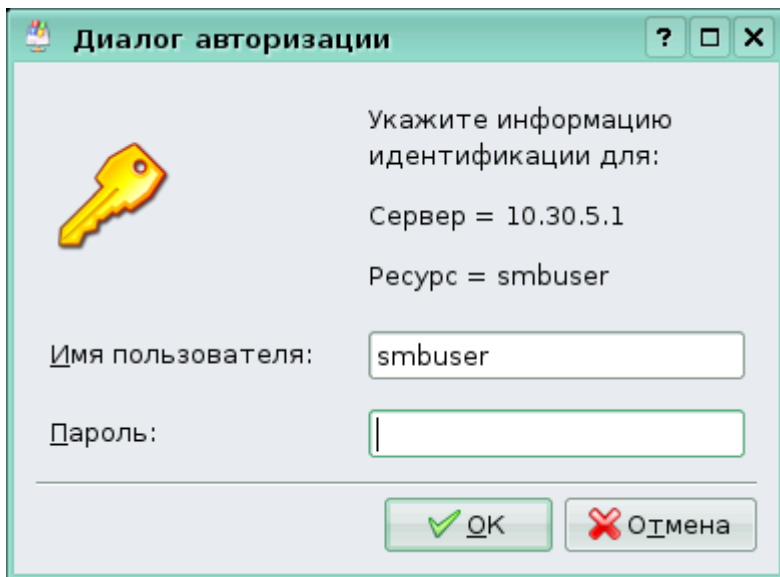 Диалог авторизации
Укажите информацию
идентификации для:
Сервер = 10.30.5.1
Ресурс = smbuser
Имя пользователя:
smbuser
Пароль:
OK
Отмена